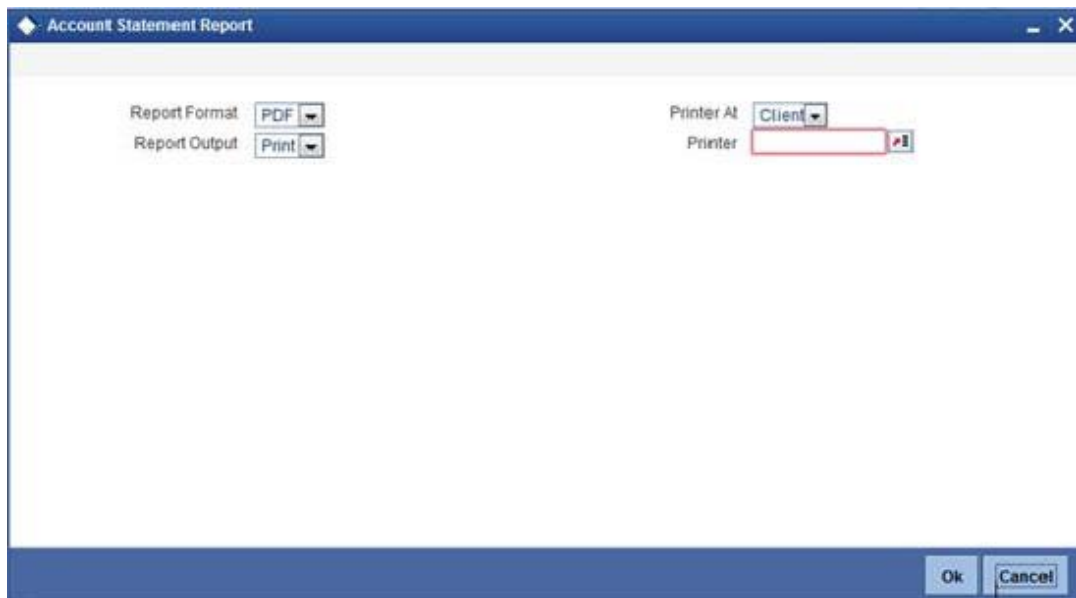 Account Statement Report
Report Format PDF
Printer At Client
Report Output Print
Printer
Ok Cancel